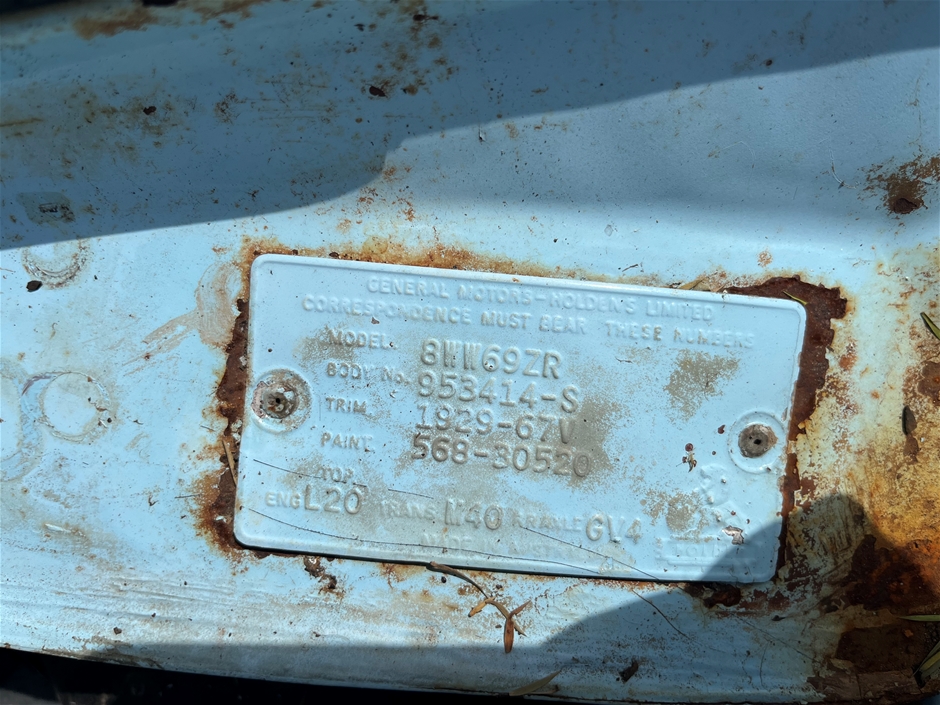 GENERAL MOTORS-HOLDEN'S LIMITED
CORRESPONDENCE MUST BEAR THESE NUMBERS
MODEL. 8WW69ZR
BODY No. 953414-S
TRIM. 1829-67V
PAINT. 568-30520
TOP.
ENG L20 TRANS. M40 GV4